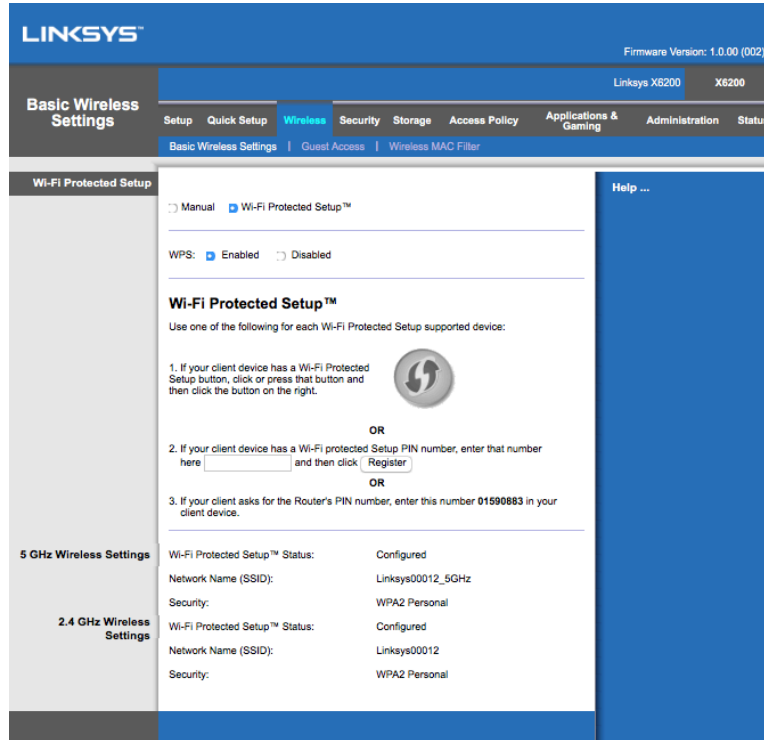 LINKSYS™
Firmware Version: 1.0.00 (002)
Linksys X6200 X6200
Basic Wireless
Settings
Setup Quick Setup Wireless Security Storage Access Policy Applications &
Gaming Administration Statu
Basic Wireless Settings | Guest Access | Wireless MAC Filter
Wi-Fi Protected Setup
Help ...
Manual Wi-Fi Protected Setup™
WPS: Enabled Disabled
Wi-Fi Protected Setup™
Use one of the following for each Wi-Fi Protected Setup supported device:
1. If your client device has a Wi-Fi Protected
Setup button, click or press that button and
then click the button on the right.
OR
2. If your client device has a Wi-Fi protected Setup PIN number, enter that number
here and then click Register
OR
3. If your client asks for the Router's PIN number, enter this number 01590883 in your
client device.
5 GHz Wireless Settings
Wi-Fi Protected Setup™ Status: Configured
Network Name (SSID): Linksys00012_5GHz
Security: WPA2 Personal
2.4 GHz Wireless
Settings
Wi-Fi Protected Setup™ Status: Configured
Network Name (SSID): Linksys00012
Security: WPA2 Personal